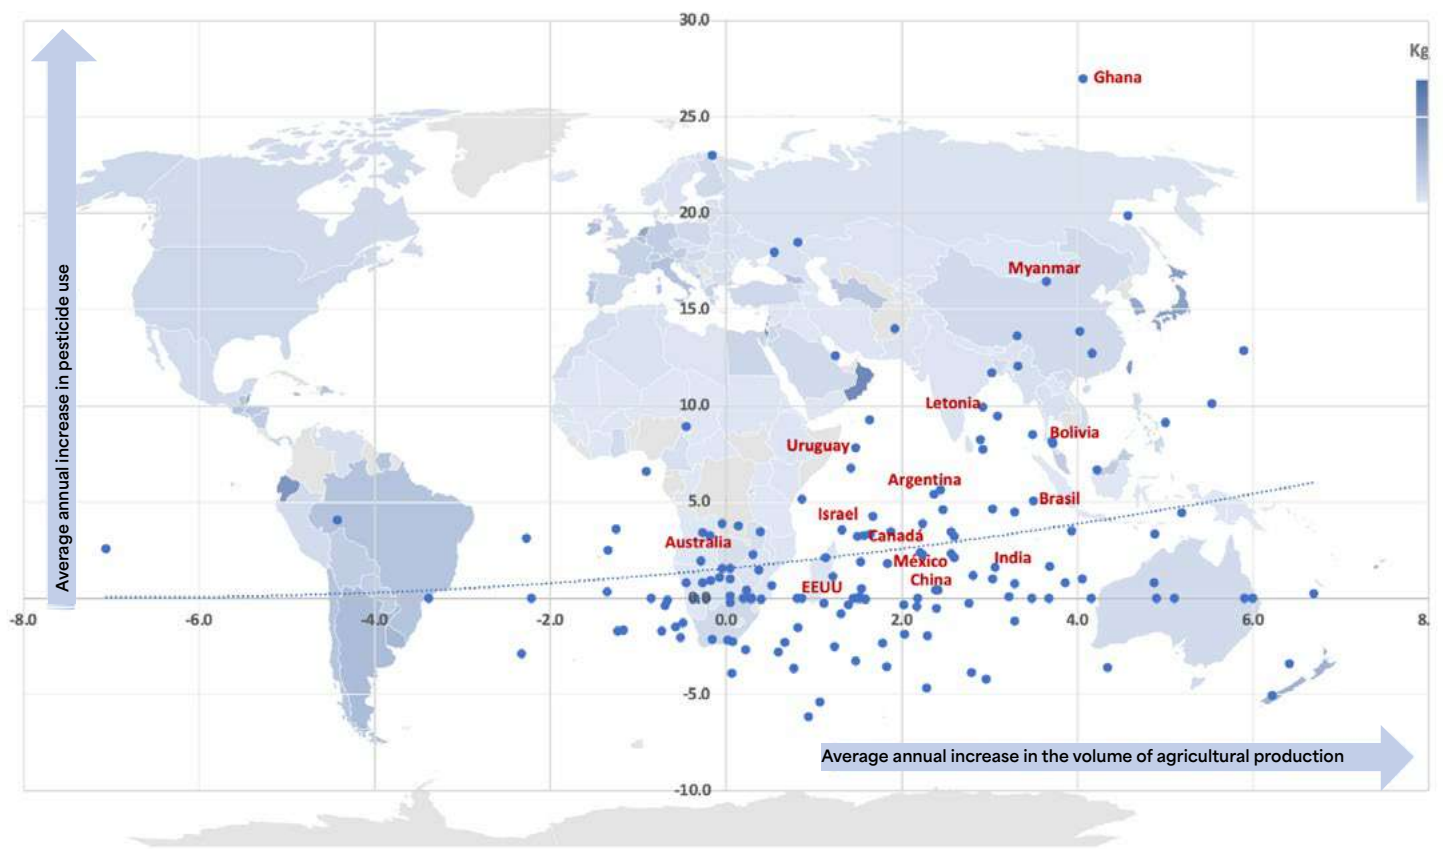 30.0
Kg
Ghana
25.0
20.0
Myanmar
15.0
10.0
Letonia
Bolivia
Uruguay
Argentina
5.0
Brasil
Israel
Canadá
Australia
México
India
China
EEUU
0.0
-8.0
-6.0
-4.0
-2.0
0.0
2.0
4.0
6.0
8.
-5.0
-10.0
Average annual increase in pesticide use
Average annual increase in the volume of agricultural production